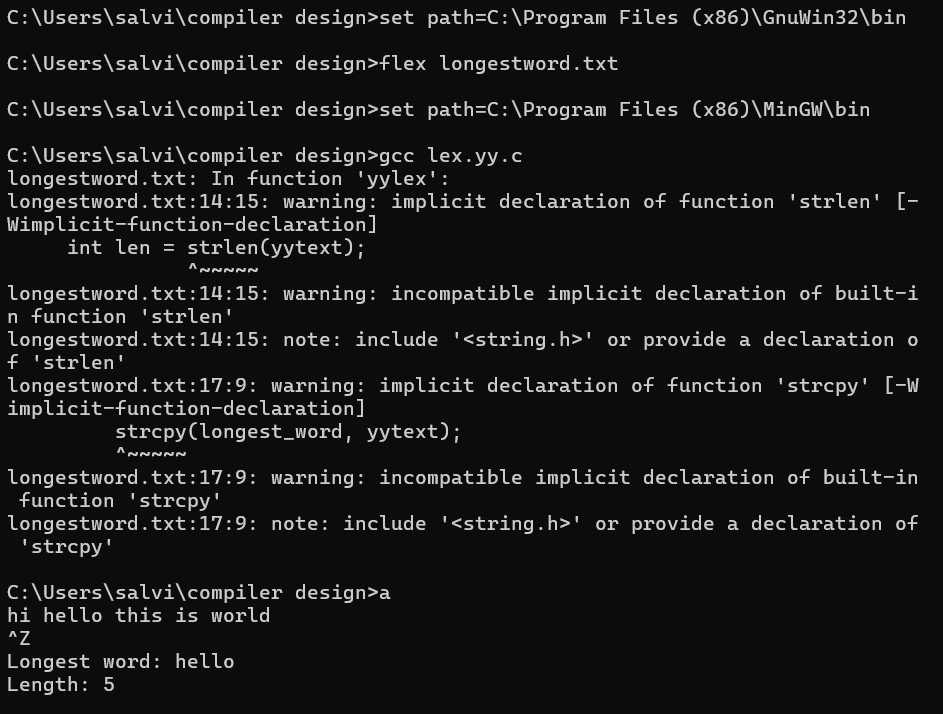 C:\Users\salvi\compiler design>set path=C:\Program Files (x86)\GnuWin32\bin
C:\Users\salvi\compiler design>flex longestword.txt
C:\Users\salvi\compiler design>set path=C:\Program Files (x86)\MinGW\bin
C:\Users\salvi\compiler design>gcc lex.yy.c
longestword.txt: In function 'yylex':
longestword.txt:14:15: warning: implicit declaration of function 'strlen' [-
Wimplicit-function-declaration]
     int len = strlen(yytext);
               ^~~~~~
longestword.txt:14:15: warning: incompatible implicit declaration of built-i
n function 'strlen'
longestword.txt:14:15: note: include '<string.h>' or provide a declaration o
f 'strlen'
longestword.txt:17:9: warning: implicit declaration of function 'strcpy' [-W
implicit-function-declaration]
         strcpy(longest_word, yytext);
         ^~~~~~
longestword.txt:17:9: warning: incompatible implicit declaration of built-in
 function 'strcpy'
longestword.txt:17:9: note: include '<string.h>' or provide a declaration of
 'strcpy'
C:\Users\salvi\compiler design>a
hi hello this is world
^Z
Longest word: hello
Length: 5